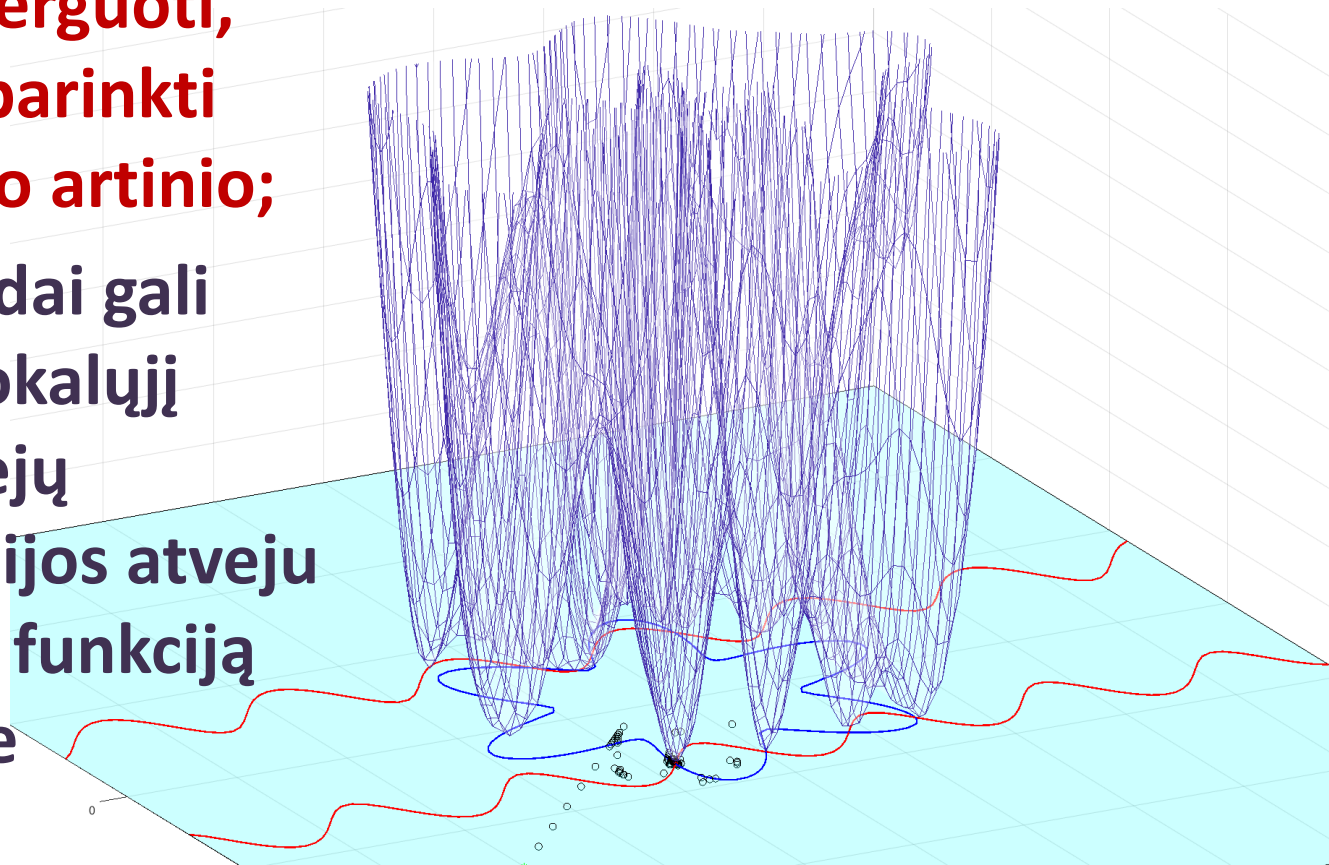 erguoti,
parinkti
o artinio;
dai gali
okalųjį
ejų
ijos atveju
funkciją
e
0